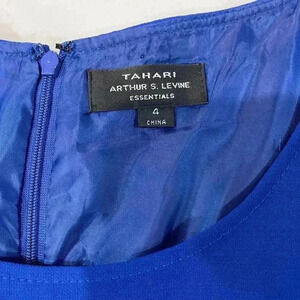 TAHARI
ARTHUR S. LEVINE
ESSENTIALS
4
CHINA